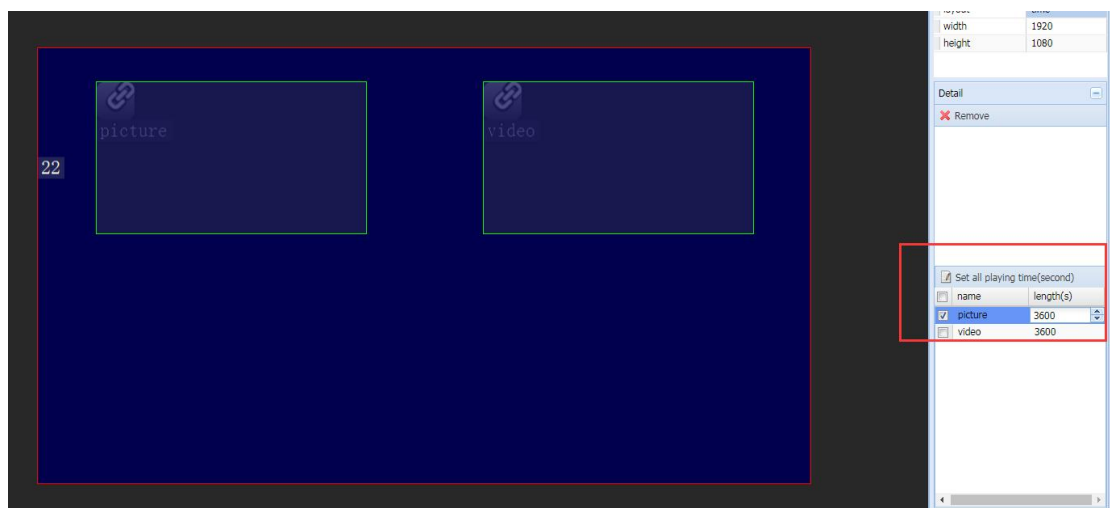 picture
video
22
width 1920
height 1080
Detail
Remove
Set all playing time(second)
name length(s)
picture 3600
video 3600